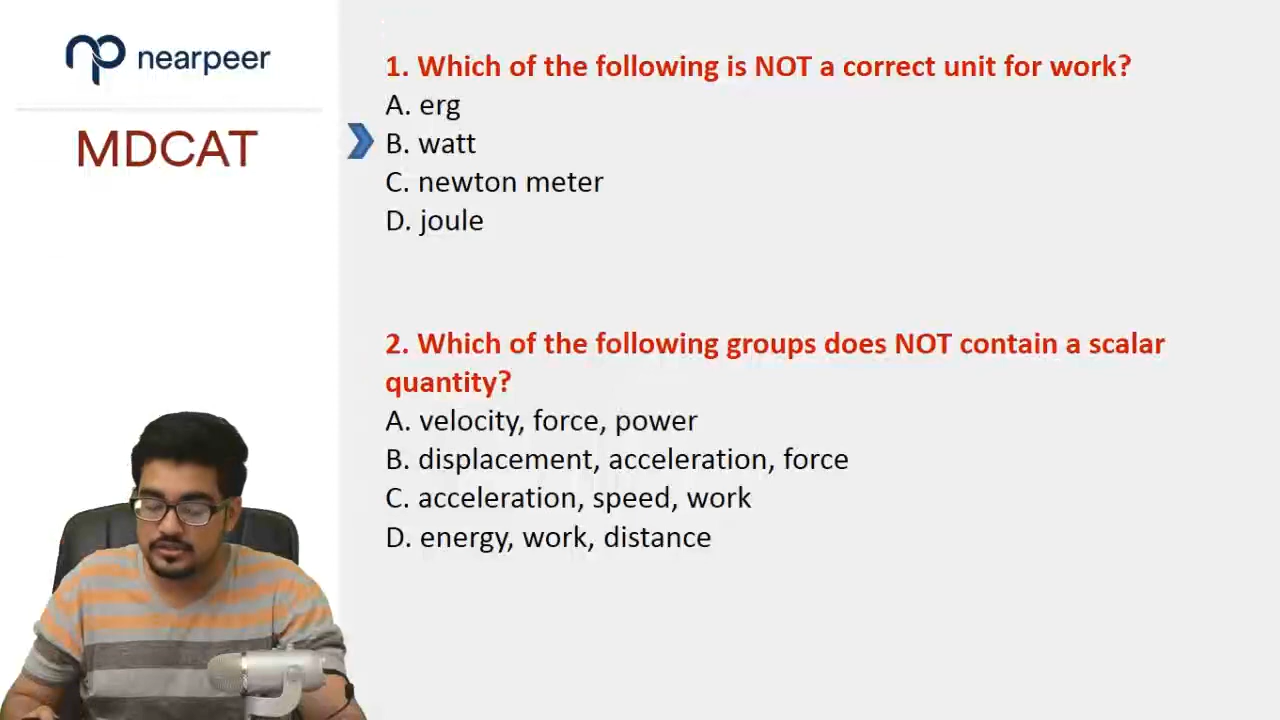 nearpeer
MDCAT
1. Which of the following is NOT a correct unit for work?
A. erg
B. watt
C. newton meter
D. joule
2. Which of the following groups does NOT contain a scalar
quantity?
A. velocity, force, power
B. displacement, acceleration, force
C. acceleration, speed, work
D. energy, work, distance